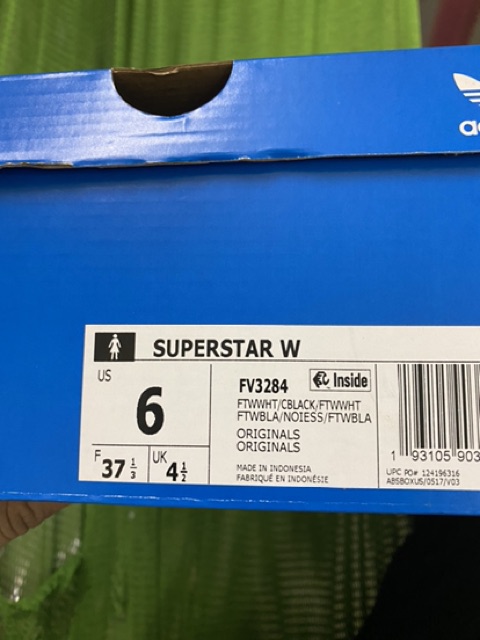 SUPERSTAR W
US
6
F
37 1/3
UK
4 1/2
FV3284
Inside
FTWWHT/CBLACK/FTWWHT
FTWBLA/NOIESS/FTWBLA
ORIGINALS
ORIGINALS
MADE IN INDONESIA
FABRIQUÉ EN INDONÉSIE
1 93105 903
UPC PO# 124196316
ABSBOXUS/0517/V03